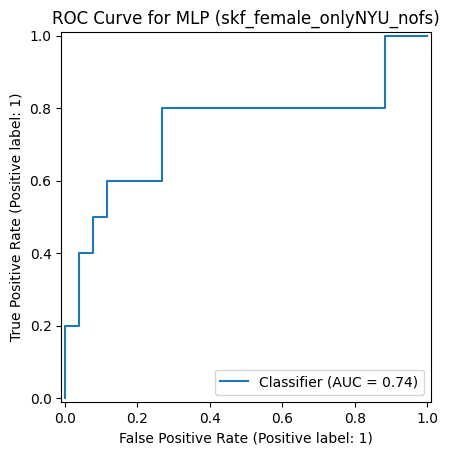 ROC Curve for MLP (skf_female_onlyNYU_nofs)
1.0
0.8
0.6
0.4
0.2
0.0
True Positive Rate (Positive label: 1)
Classifier (AUC = 0.74)
0.0 0.2 0.4 0.6 0.8 1.0
False Positive Rate (Positive label: 1)